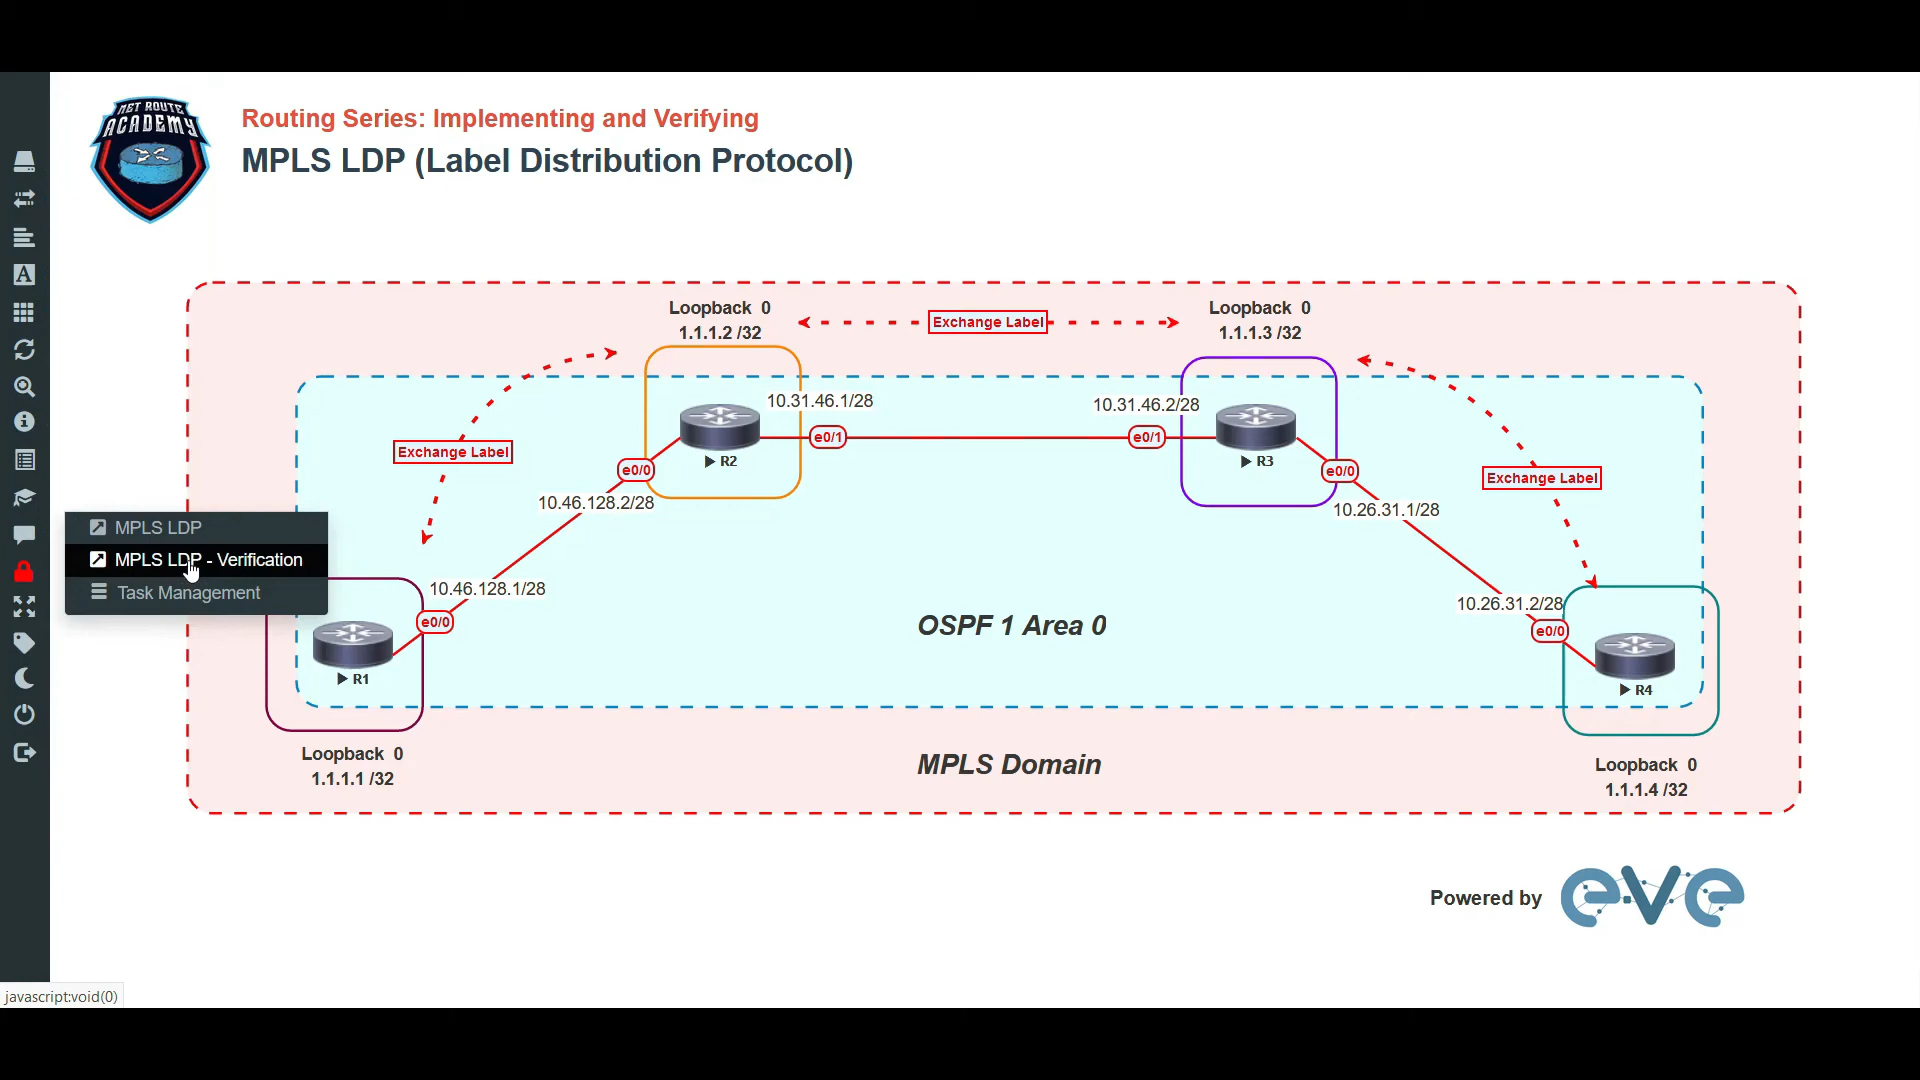 NET ROUTE
ACADEMY
Routing Series: Implementing and Verifying
MPLS LDP (Label Distribution Protocol)
Loopback 0
1.1.1.2 /32
Exchange Label
Loopback 0
1.1.1.3 /32
10.31.46.1/28
10.31.46.2/28
e0/1
e0/1
R2
R3
Exchange Label
e0/0
e0/0
Exchange Label
10.46.128.2/28
10.26.31.1/28
MPLS LDP
MPLS LDP - Verification
Task Management
10.46.128.1/28
10.26.31.2/28
e0/0
OSPF 1 Area 0
e0/0
R1
R4
Loopback 0
1.1.1.1 /32
MPLS Domain
Loopback 0
1.1.1.4 /32
Powered by
eve
javascript:void(0)